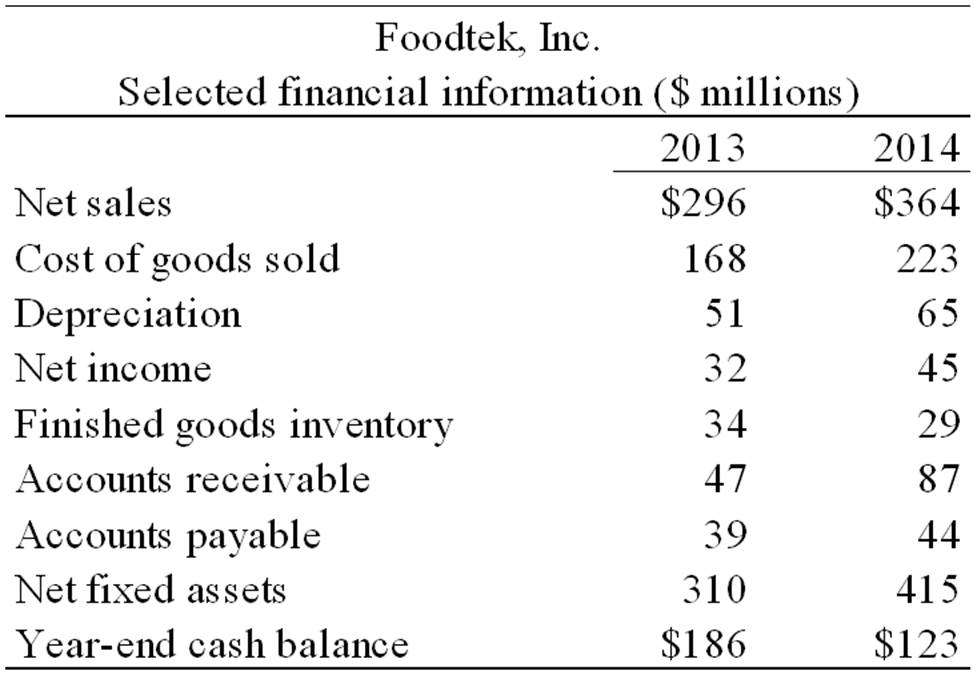 Foodtek, Inc.
Selected financial information ($ millions)
2013 2014
Net sales $296 $364
Cost of goods sold 168 223
Depreciation 51 65
Net income 32 45
Finished goods inventory 34 29
Accounts receivable 47 87
Accounts payable 39 44
Net fixed assets 310 415
Year-end cash balance $186 $123